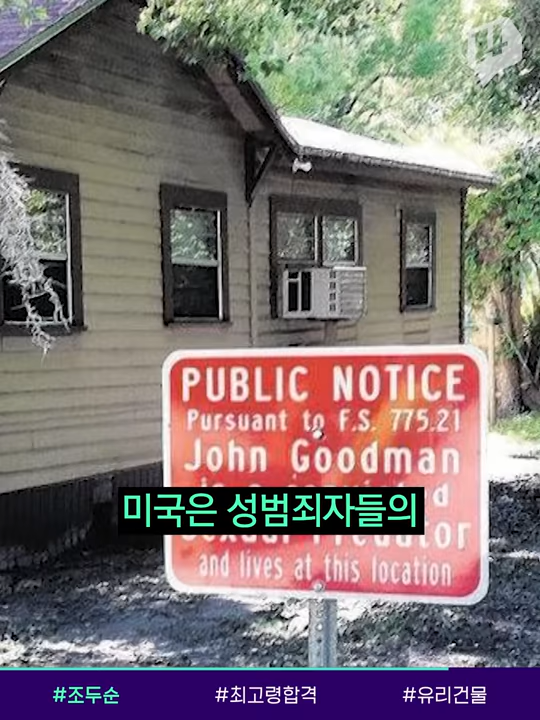 PUBLIC NOTICE
Pursuant to F.S. 775.21
John Goodman
미국은 성범죄자들의
and lives at this location
#조두순
#최고령합격
#유리건물